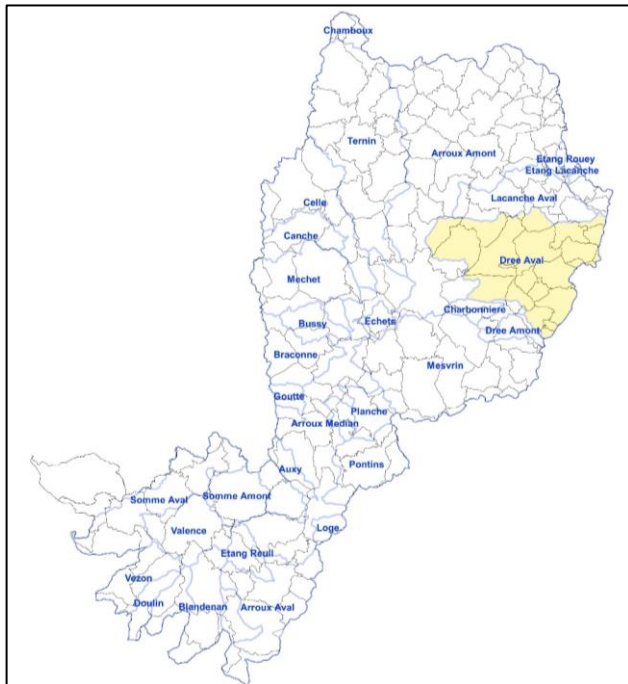 Chamboux
Ternin
Arroux Amont
Etang Rouey
Etang Lacanche
Lacanche Aval
Celle
Canche
Dree Aval
Mechet
Charbonniere
Bussy
Echets
Dree Amont
Braconne
Mesvrin
Goutte
Planche
Arroux Median
Auxy
Pontins
Somme Aval
Somme Amont
Valence
Loge
Etang Reuil
Vezon
Doulin
Blandenan
Arroux Aval